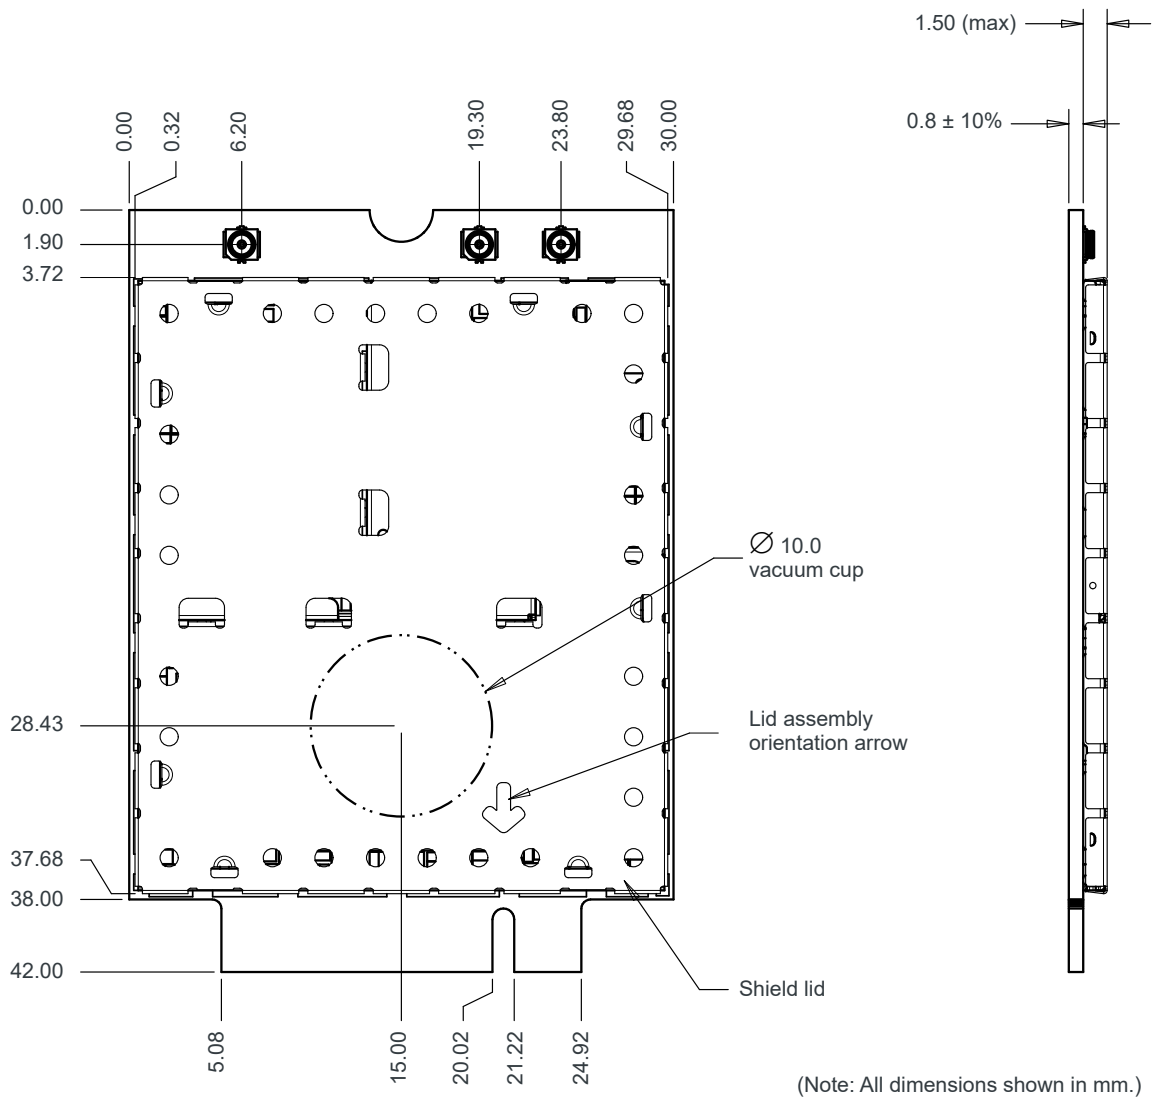 1.50 (max)
0.8 ± 10%
0.00
0.32
6.20
19.30
23.80
29.68
30.00
0.00
1.90
3.72
Ø 10.0
vacuum cup
28.43
Lid assembly
orientation arrow
37.68
38.00
42.00
Shield lid
5.08
15.00
20.02
21.22
24.92
(Note: All dimensions shown in mm.)